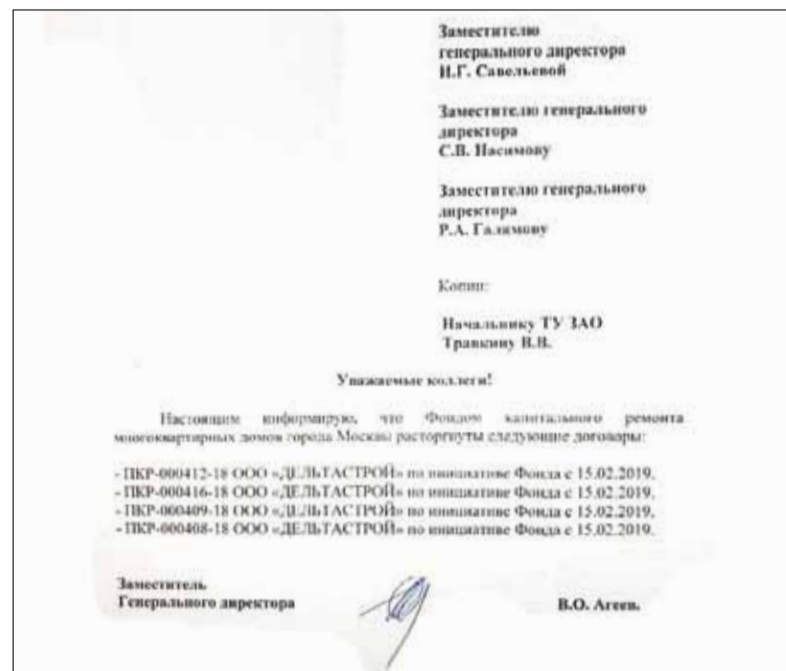 Заместителю
генерального директора
И.Г. Савельевой
Заместителю генерального
директора
С.В. Насимову
Заместителю генерального
директора
Р.А. Галямову
Копии:
Начальнику ТУ ЗАО
Травкину В.В.
Уважаемые коллеги!
Настоящим информирую, что Фондом капитального ремонта
многоквартирных домов города Москвы расторгнуты следующие договоры:
- ПКР-000412-18 ООО «ДЕЛЬТАСТРОЙ» по инициативе Фонда с 15.02.2019.
- ПКР-000416-18 ООО «ДЕЛЬТАСТРОЙ» по инициативе Фонда с 15.02.2019.
- ПКР-000409-18 ООО «ДЕЛЬТАСТРОЙ» по инициативе Фонда с 15.02.2019.
- ПКР-000408-18 ООО «ДЕЛЬТАСТРОЙ» по инициативе Фонда с 15.02.2019.
Заместитель
Генерального директора
В.О. Агеев.